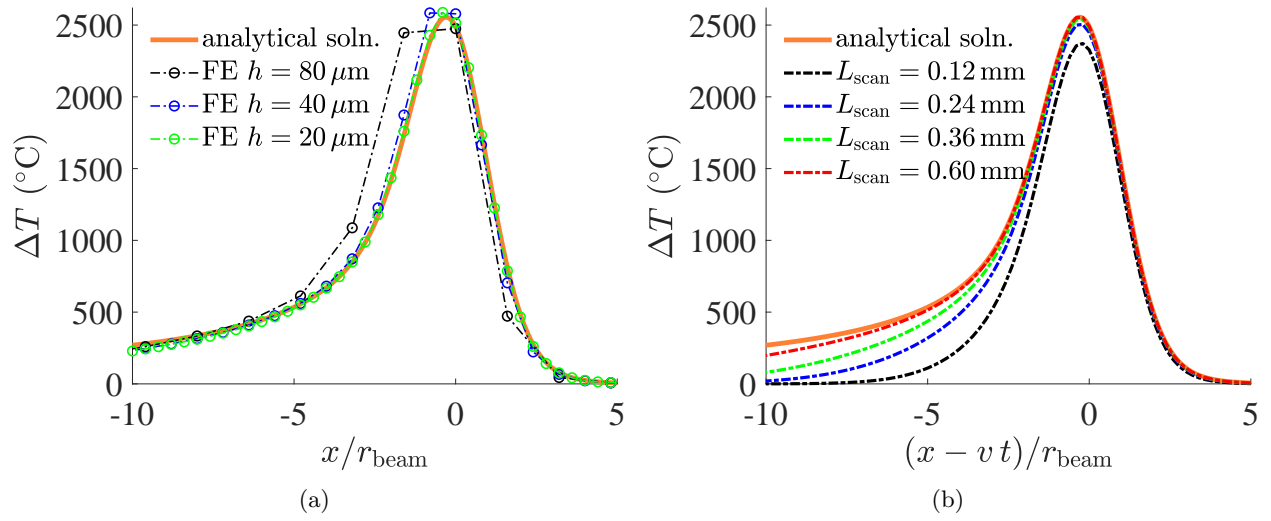 2500
2000
1500
1000
500
0
ΔT (°C)
analytical soln.
FE h = 80 μm
FE h = 40 μm
FE h = 20 μm
-10
-5
0
5
x/r_beam
(a)
2500
2000
1500
1000
500
0
ΔT (°C)
analytical soln.
L_scan = 0.12 mm
L_scan = 0.24 mm
L_scan = 0.36 mm
L_scan = 0.60 mm
-10
-5
0
5
(x − v t)/r_beam
(b)